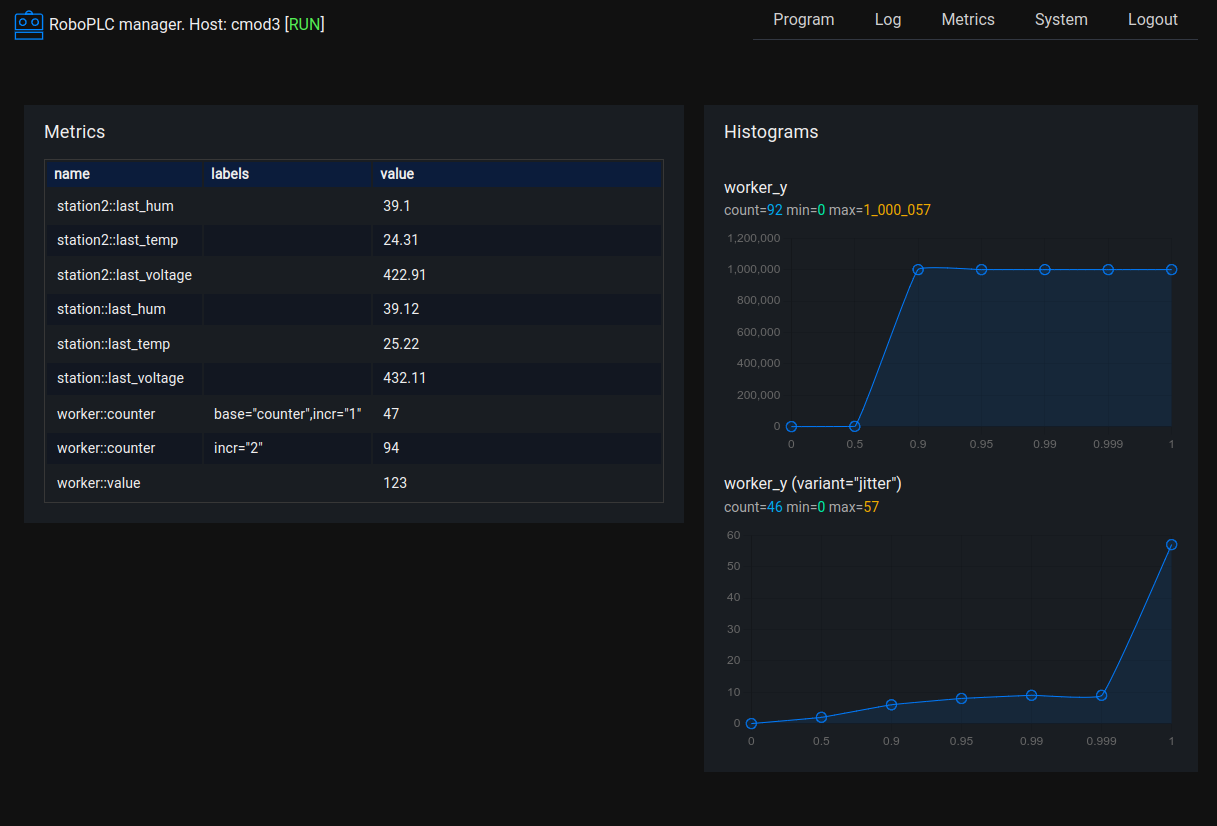 RoboPLC manager. Host: cmod3 [RUN]
Program Log Metrics System Logout
Metrics
name labels value
station2::last_hum 39.1
station2::last_temp 24.31
station2::last_voltage 422.91
station::last_hum 39.12
station::last_temp 25.22
station::last_voltage 432.11
worker::counter base="counter",incr="1" 47
worker::counter incr="2" 94
worker::value 123
Histograms
worker_y
count=92 min=0 max=1_000_057
1,200,000
1,000,000
800,000
600,000
400,000
200,000
0
0 0.5 0.9 0.95 0.99 0.999 1
worker_y (variant="jitter")
count=46 min=0 max=57
60
50
40
30
20
10
0
0 0.5 0.9 0.95 0.99 0.999 1